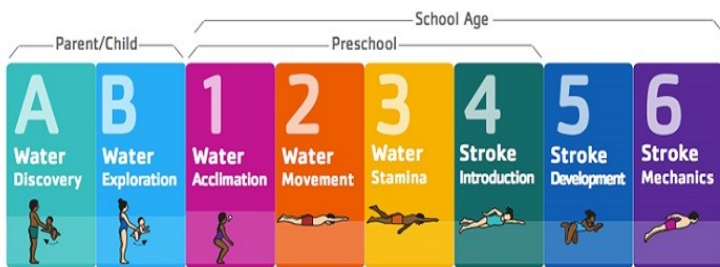 School Age
Parent/Child
Preschool
A
Water
Discovery
B
Water
Exploration
1
Water
Acclimation
2
Water
Movement
3
Water
Stamina
4
Stroke
Introduction
5
Stroke
Development
6
Stroke
Mechanics